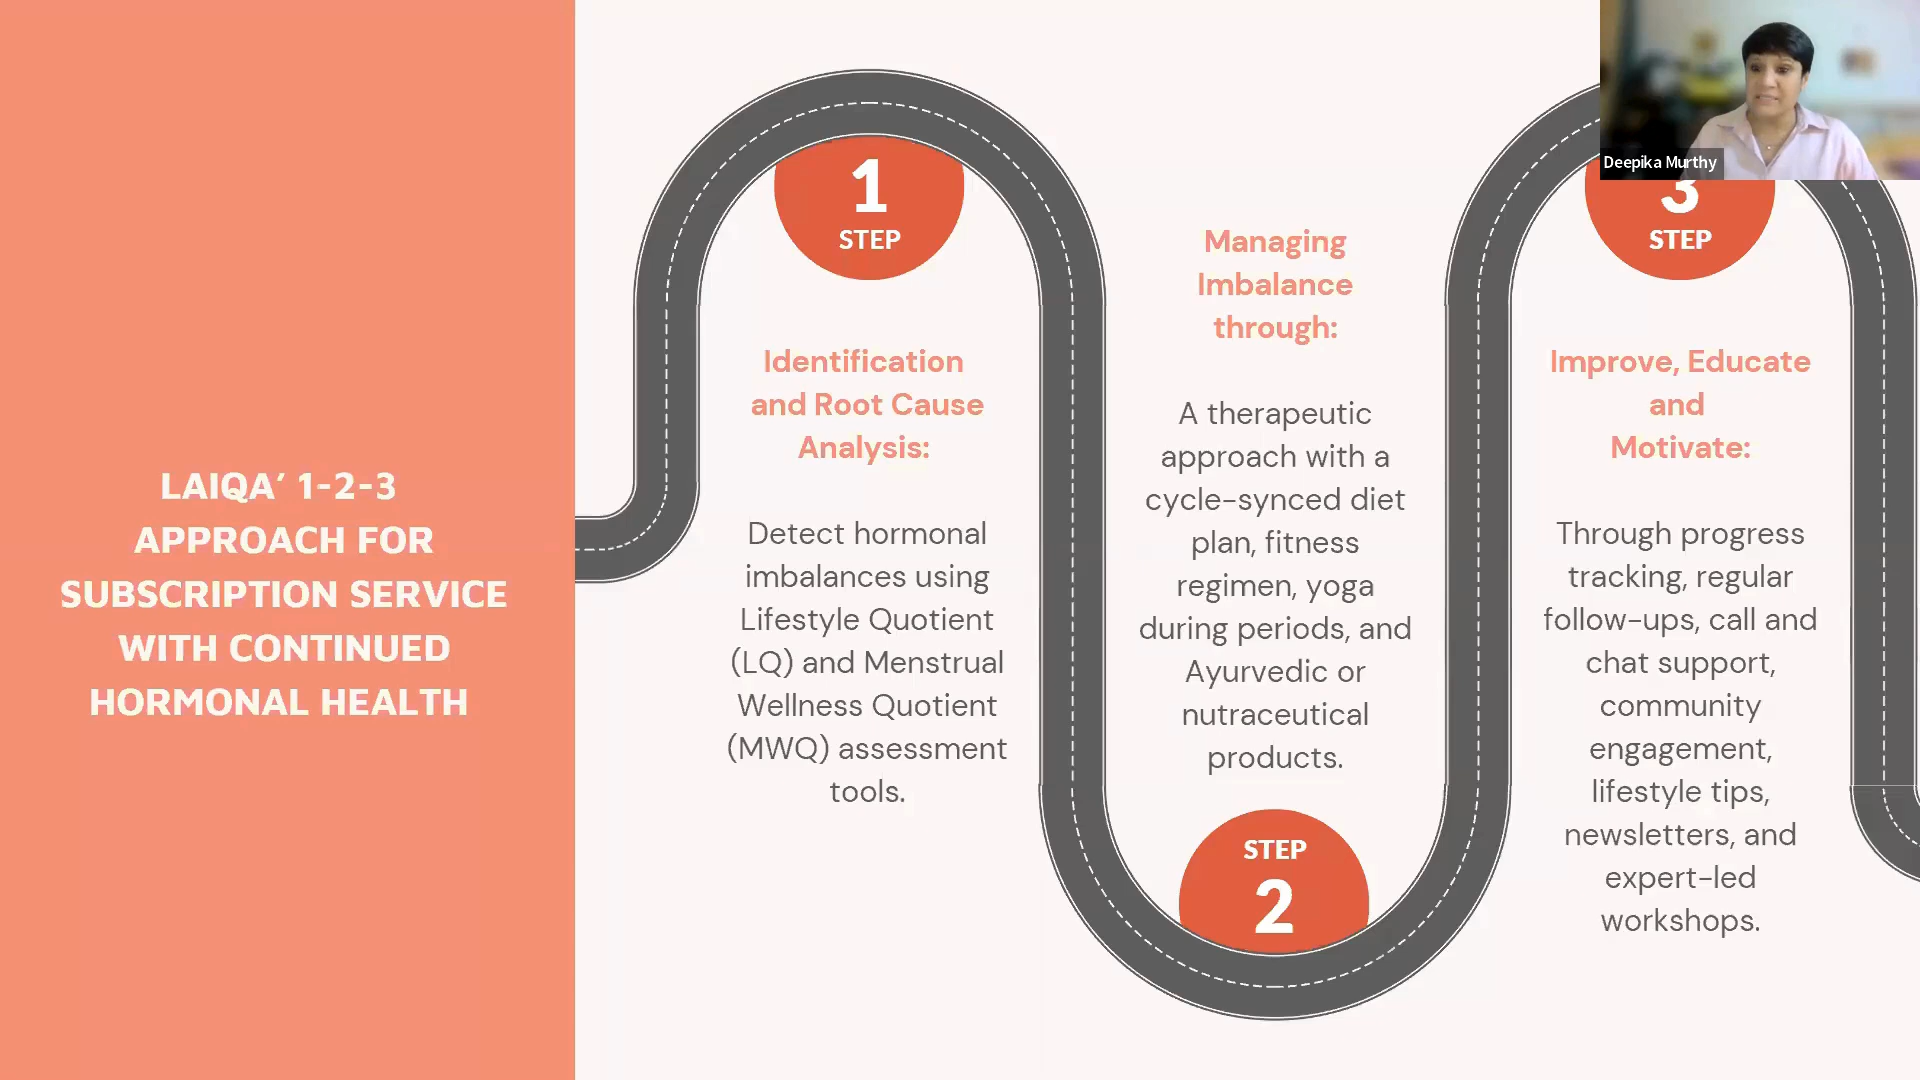 LAIQA’ 1-2-3
APPROACH FOR
SUBSCRIPTION SERVICE
WITH CONTINUED
HORMONAL HEALTH
1
STEP
Identification
and Root Cause
Analysis:
Detect hormonal
imbalances using
Lifestyle Quotient
(LQ) and Menstrual
Wellness Quotient
(MWQ) assessment
tools.
Managing
Imbalance
through:
A therapeutic
approach with a
cycle-synced diet
plan, fitness
regimen, yoga
during periods, and
Ayurvedic or
nutraceutical
products.
STEP
2
3
STEP
Improve, Educate
and
Motivate:
Through progress
tracking, regular
follow-ups, call and
chat support,
community
engagement,
lifestyle tips,
newsletters, and
expert-led
workshops.
Deepika Murthy